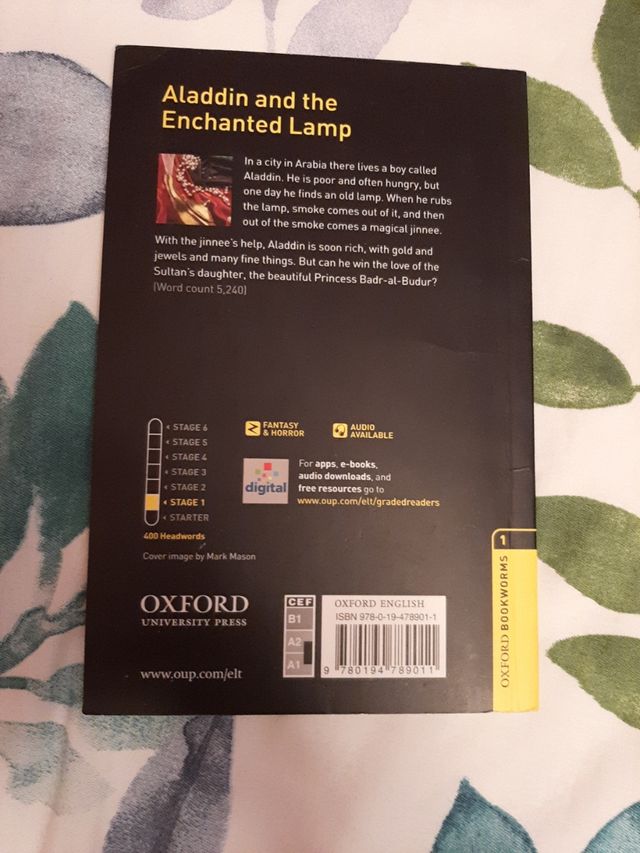 Aladdin and the
Enchanted Lamp
In a city in Arabia there lives a boy called
Aladdin. He is poor and often hungry, but
one day he finds an old lamp. When he rubs
the lamp, smoke comes out of it, and then
out of the smoke comes a magical jinnee.
With the jinnee's help, Aladdin is soon rich, with gold and
jewels and many fine things. But can he win the love of the
Sultan's daughter, the beautiful Princess Badr-al-Budur?
(Word count 5,240)
STAGE 6
STAGE 5
STAGE 4
STAGE 3
STAGE 2
STAGE 1
STARTER
400 Headwords
FANTASY
& HORROR
AUDIO
AVAILABLE
digital
For apps, e-books,
audio downloads, and
free resources go to
www.oup.com/elt/gradedreaders
Cover image by Mark Mason
1
OXFORD BOOKWORMS
OXFORD
UNIVERSITY PRESS
www.oup.com/elt
CEF
B1
A2
A1
OXFORD ENGLISH
ISBN 978-0-19-478901-1
9 780194 789011